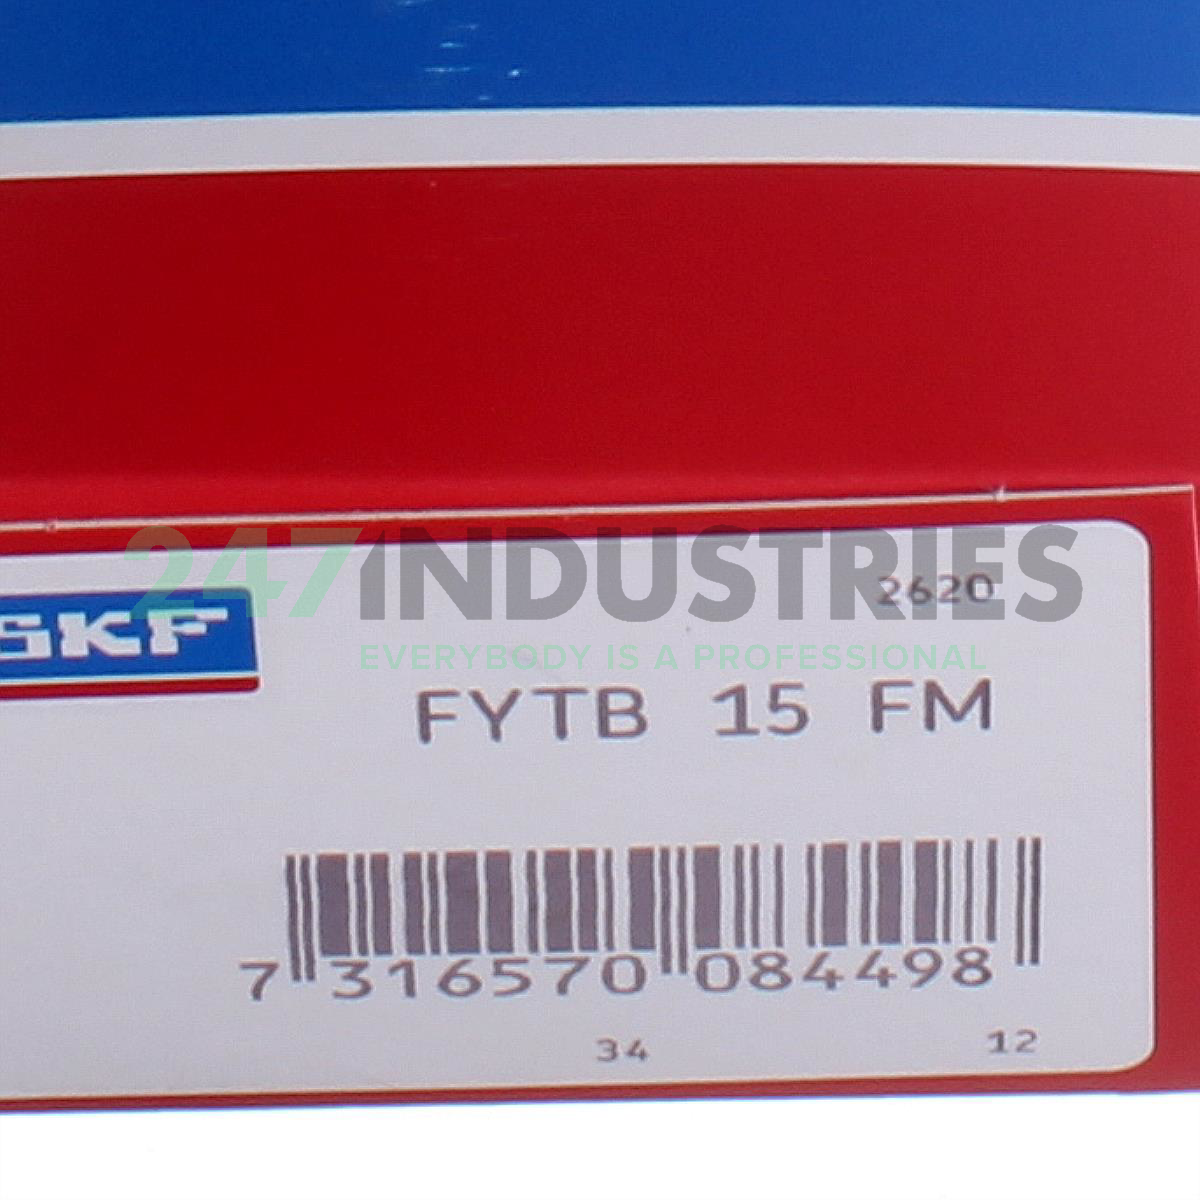 247INDUSTRIES
2620
SKF
EVERYBODY IS A PROFESSIONAL
FYTB 15 FM
7 316570 084498
34 12